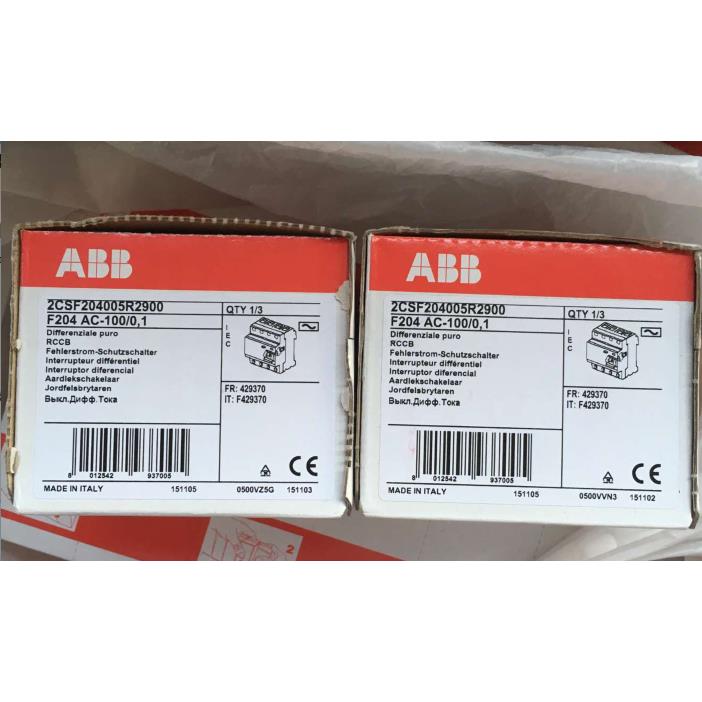 ABB
2CSF204005R2900
F204 AC-100/0,1
Differenziale puro
RCCB
Fehlerstrom-Schutzschalter
Interrupteur différentiel
Interruptor diferencial
Aardlekschakelaar
Jordfelsbrytaren
Выкл.Дифф.Тока
QTY 1/3
IEC
FR: 429370
IT: F429370
8 012542 937005
CE
MADE IN ITALY 151105 0500VZ5G 151103
ABB
2CSF204005R2900
F204 AC-100/0,1
Differenziale puro
RCCB
Fehlerstrom-Schutzschalter
Interrupteur différentiel
Interruptor diferencial
Aardlekschakelaar
Jordfelsbrytaren
Выкл.Дифф.Тока
QTY 1/3
IEC
FR: 429370
IT: F429370
8 012542 937005
CE
MADE IN ITALY 151105 0500VVN3 151102
2